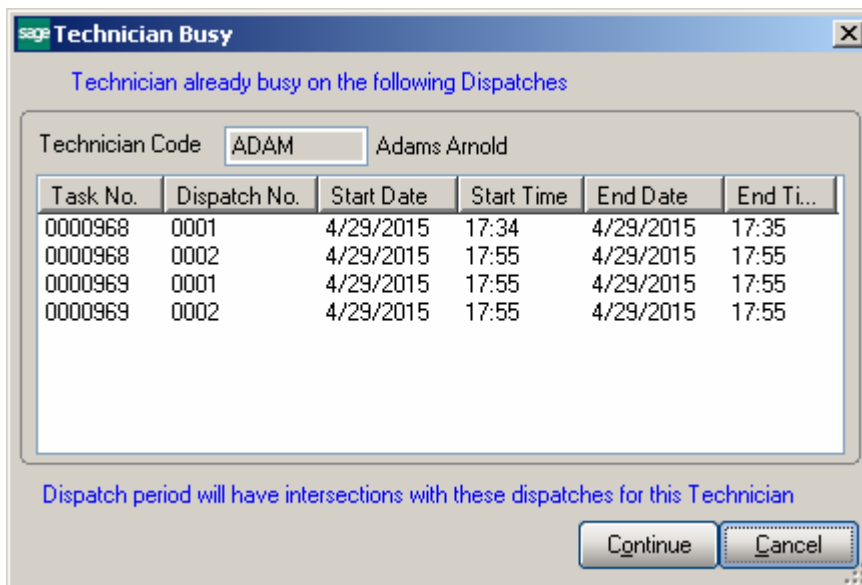 sage Technician Busy
Technician already busy on the following Dispatches
Technician Code ADAM Adams Arnold
Task No. Dispatch No. Start Date Start Time End Date End Ti...
0000968 0001 4/29/2015 17:34 4/29/2015 17:35
0000968 0002 4/29/2015 17:55 4/29/2015 17:55
0000969 0001 4/29/2015 17:55 4/29/2015 17:55
0000969 0002 4/29/2015 17:55 4/29/2015 17:55
Dispatch period will have intersections with these dispatches for this Technician
Continue Cancel